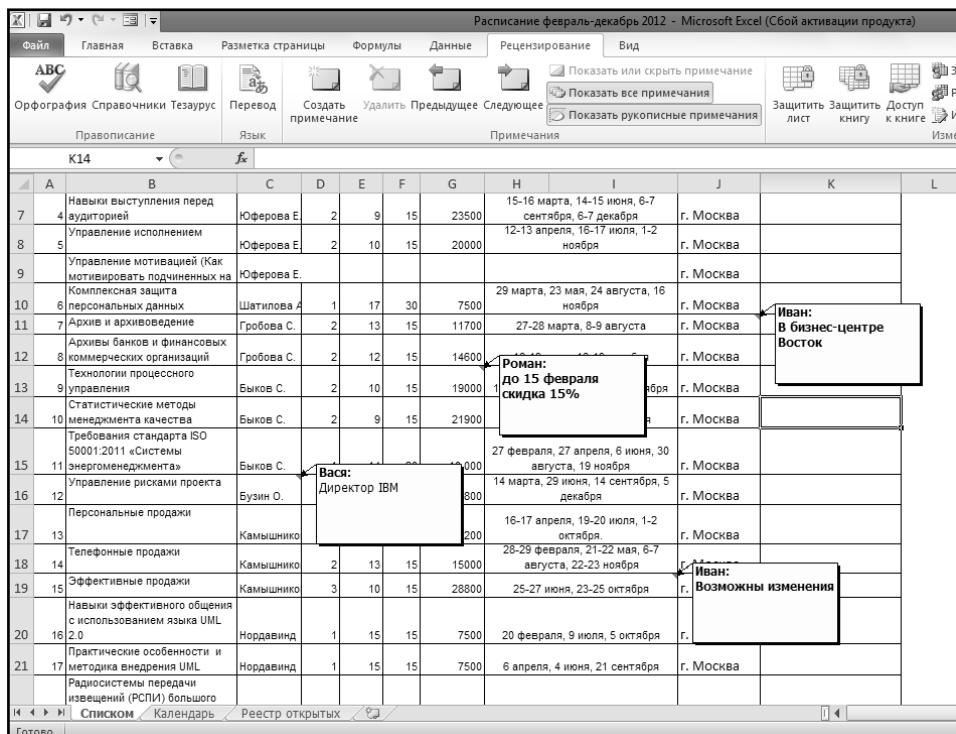 Расписание февраль-декабрь 2012 - Microsoft Excel (Сбой активации продукта)
Файл Главная Вставка Разметка страницы Формулы Данные Рецензирование Вид
ABC
Орфография Справочники Тезаурус
Правописание
Перевод
Язык
Создать примечание
Удалить Предыдущее Следующее
Показать или скрыть примечание
Показать все примечания
Показать рукописные примечания
Примечания
Защитить лист
Защитить книгу
Доступ к книге
K14 fx
A B C D E F G H I J K L
7 4 Навыки выступления перед
аудиторией Юферова Е. 2 9 15 23500 15-16 марта, 14-15 июня, 6-7
сентября, 6-7 декабря г. Москва
8 5 Управление исполнением Юферова Е. 2 10 15 20000 12-13 апреля, 16-17 июля, 1-2
ноября г. Москва
9 Управление мотивацией (Как
мотивировать подчиненных на Юферова Е. г. Москва
10 6 Комплексная защита
персональных данных Шатилова А 1 17 30 7500 29 марта, 23 мая, 24 августа, 16
ноября г. Москва
11 7 Архив и архивоведение Гробова С. 2 13 15 11700 27-28 марта, 8-9 августа г. Москва
12 8 Архивы банков и финансовых
коммерческих организаций Гробова С. 2 12 15 14600 г. Москва
13 9 Технологии процессного
управления Быков С. 2 10 15 19000 г. Москва
14 10 Статистические методы
менеджмента качества Быков С. 2 9 15 21900 г. Москва
15 11 Требования стандарта ISO
50001:2011 «Системы
энергоменеджмента» Быков С. 27 февраля, 27 апреля, 6 июня, 30
августа, 19 ноября г. Москва
16 12 Управление рисками проекта Бузин О. 800 14 марта, 29 июня, 14 сентября, 5
декабря г. Москва
17 13 Персональные продажи Камышнико 200 16-17 апреля, 19-20 июля, 1-2
октября. г. Москва
18 14 Телефонные продажи Камышнико 2 13 15 15000 28-29 февраля, 21-22 мая, 6-7
августа, 22-23 ноября
19 15 Эффективные продажи Камышнико 3 10 15 28800 25-27 июня, 23-25 октября г.
20 16 Навыки эффективного общения
с использованием языка UML
2.0 Нордавинд 1 15 15 7500 20 февраля, 9 июля, 5 октября г.
21 17 Практические особенности и
методика внедрения UML Нордавинд 1 15 15 7500 6 апреля, 4 июня, 21 сентября г. Москва
Радиосистемы передачи
извещений (РСПИ) большого
Иван:
В бизнес-центре
Восток
Роман:
до 15 февраля
скидка 15%
Вася:
Директор IBM
Иван:
Возможны изменения
Списком Календарь Реестр открытых
Готово